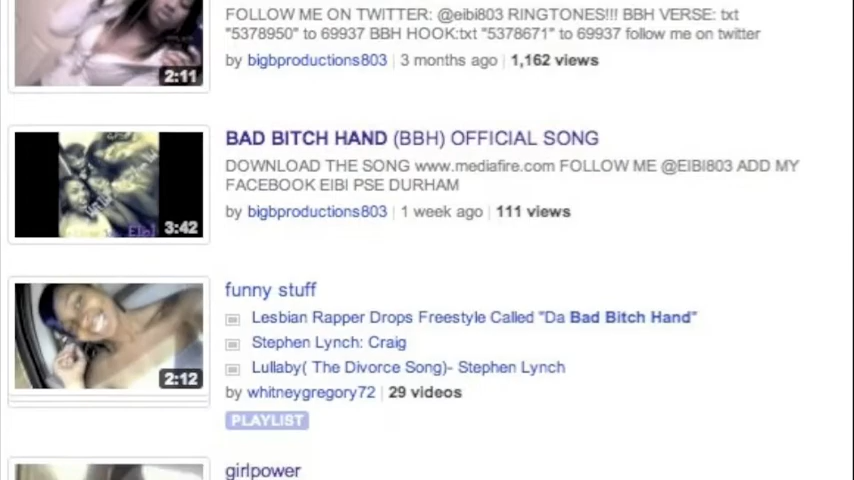 FOLLOW ME ON TWITTER: @eibi803 RINGTONES!!! BBH VERSE: txt
"5378950" to 69937 BBH HOOK:txt "5378671" to 69937 follow me on twitter
2:11
by bigbproductions803 | 3 months ago | 1,162 views
BAD BITCH HAND (BBH) OFFICIAL SONG
DOWNLOAD THE SONG www.mediafire.com FOLLOW ME @EIBI803 ADD MY
FACEBOOK EIBI PSE DURHAM
by bigbproductions803 | 1 week ago | 111 views
3:42
funny stuff
Lesbian Rapper Drops Freestyle Called "Da Bad Bitch Hand"
Stephen Lynch: Craig
Lullaby( The Divorce Song)- Stephen Lynch
2:12
by whitneygregory72 | 29 videos
PLAYLIST
girlpower